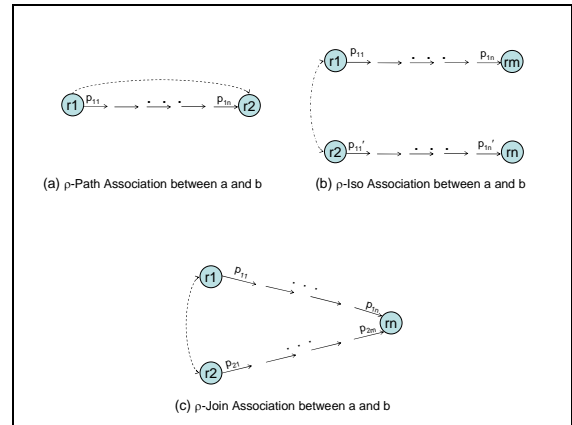 r1 p11 . . . p1n r2
(a) ρ-Path Association between a and b
r1 p11 . . . p1n rm
r2 p11′ . . . p1n′ rn
(b) ρ-Iso Association between a and b
r1 p11 . . . p1n
rn
r2 p21 . . . p2m
(c) ρ-Join Association between a and b